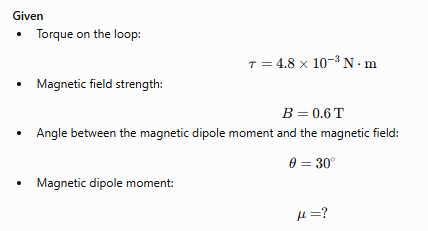 Given
• Torque on the loop:
τ = 4.8 × 10⁻³ N · m
• Magnetic field strength:
B = 0.6 T
• Angle between the magnetic dipole moment and the magnetic field:
θ = 30°
• Magnetic dipole moment:
μ =?